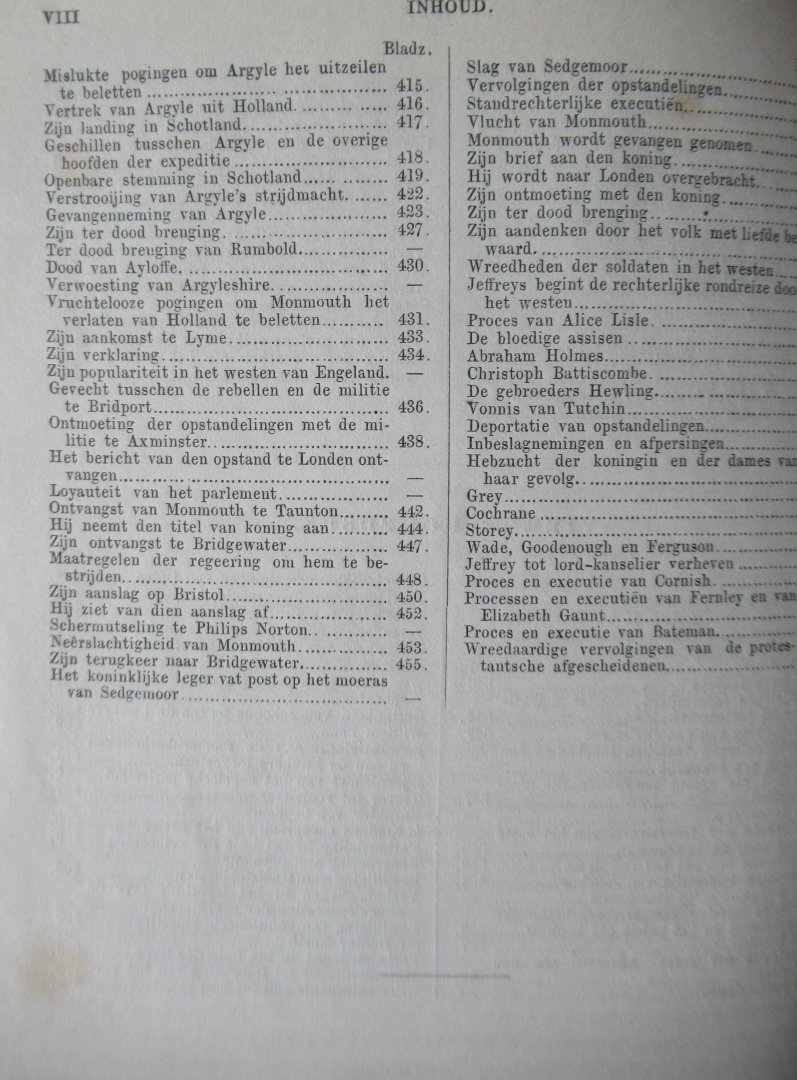 VIII
INHOUD.
Bladz.
Mislukte pogingen om Argyle het uitzeilen
te beletten ........................................ 415.
Vertrek van Argyle uit Holland. .............. 416.
Zijn landing in Schotland......................... 417.
Geschillen tusschen Argyle en de overige
hoofden der expeditie ........................... 418.
Openbare stemming in Schotland............... 419.
Verstrooijing van Argyle's strijdmacht. ...... 422.
Gevangenneming van Argyle..................... 423.
Zijn ter dood brenging. ........................... 427.
Ter dood brenging van Rumbold............... —
Dood van Ayloffe. ................................. 430.
Verwoesting van Argyleshire. .................. —
Vruchtelooze pogingen om Monmouth het
verlaten van Holland te beletten.......... 431.
Zijn aankomst te Lyme........................... 433.
Zijn verklaring...................................... 434.
Zijn populariteit in het westen van Engeland. —
Gevecht tusschen de rebellen en de militie
te Bridport....................................... 436.
Ontmoeting der opstandelingen met de mi-
litie te Axminster............................... 438.
Het bericht van den opstand te Londen ont-
vangen............................................. —
Loyauteit van het parlement.................... —
Ontvangst van Monmouth te Taunton........ 442.
Hij neemt den titel van koning aan........... 444.
Zijn ontvangst te Bridgewater.................. 447.
Maatregelen der regeering om hem te be-
strijden............................................ 448.
Zijn aanslag op Bristol............................ 450.
Hij ziet van dien aanslag af..................... 452.
Schermutseling te Philips Norton.............. —
Neêrslachtigheid van Monmouth............... 453.
Zijn terugkeer naar Bridgewater............... 455.
Het koninklijke leger vat post op het moeras
van Sedgemoor.................................. —
Slag van Sedgemoor..............................
Vervolgingen der opstandelingen...............
Standrechterlijke executiën......................
Vlucht van Monmouth............................
Monmouth wordt gevangen genomen.........
Zijn brief aan den koning........................
Hij wordt naar Londen overgebracht.........
Zijn ontmoeting met den koning...............
Zijn ter dood brenging............................
Zijn aandenken door het volk met liefde be
waard. .............................................
Wreedheden der soldaten in het westen.....
Jeffreys begint de rechterlijke rondreize doo
het westen........................................
Proces van Alice Lisle. ...........................
De bloedige assisen ...............................
Abraham Holmes...................................
Christoph Battiscombe. ..........................
De gebroeders Hewling...........................
Vonnis van Tutchin...............................
Deportatie van opstandelingen..................
Inbeslagnemingen en afpersingen...............
Hebzucht der koningin en der dames van
haar gevolg.......................................
Grey...................................................
Cochrane .............................................
Storey.................................................
Wade, Goodenough en Ferguson..............
Jeffrey tot lord-kanselier verheven ............
Proces en executie van Cornish. ...............
Processen en executiën van Fernley en van
Elizabeth Gaunt.................................
Proces en executie van Bateman...............
Wreedaardige vervolgingen van de protes-
tantsche afgescheidenen.......................